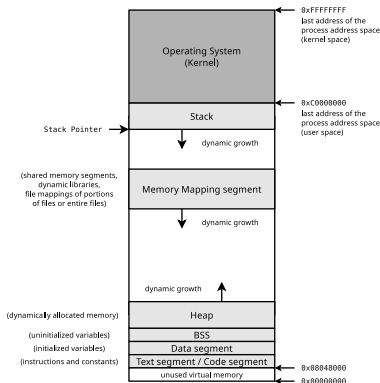 0xFFFFFFFF
last address of the
process address space
(kernel space)
Operating System
(Kernel)
0xC0000000
last address of the
process address space
(user space)
Stack
Stack Pointer
dynamic growth
(shared memory segments,
dynamic libraries,
file mappings of portions
of files or entire files)
Memory Mapping segment
dynamic growth
dynamic growth
(dynamically allocated memory)
Heap
(uninitialized variables)
BSS
(initialized variables)
Data segment
(instructions and constants)
Text segment / Code segment
0x08048000
unused virtual memory
0x00000000